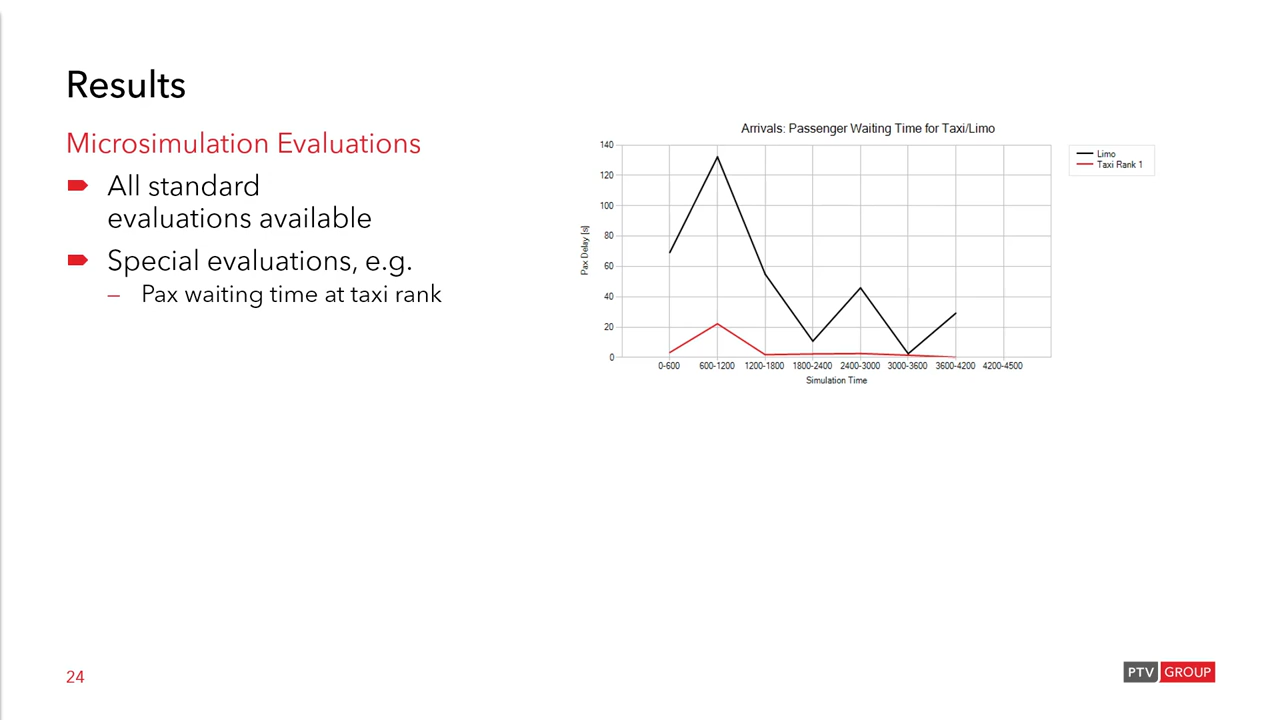 Results
Microsimulation Evaluations
All standard
evaluations available
Special evaluations, e.g.
– Pax waiting time at taxi rank
Arrivals: Passenger Waiting Time for Taxi/Limo
140
120
100
80
60
40
20
0
Pax Delay [s]
0-600 600-1200 1200-1800 1800-2400 2400-3000 3000-3600 3600-4200 4200-4500
Simulation Time
Limo
Taxi Rank 1
24
PTV GROUP